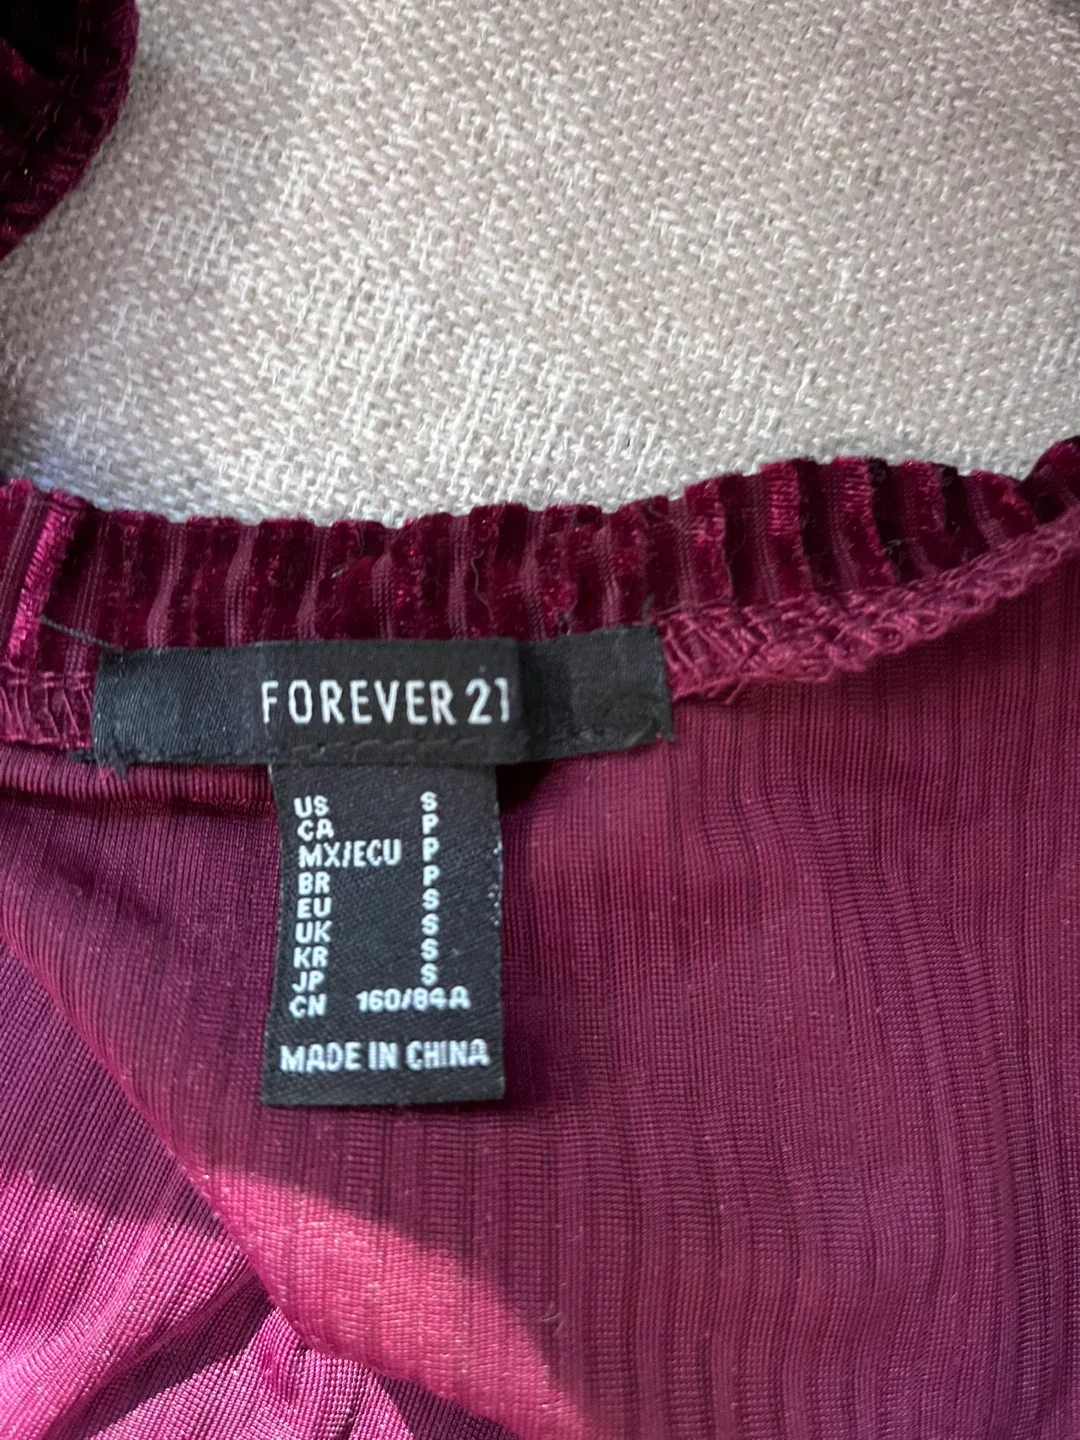 FOREVER 21
US S
CA P
MX/ECU P
BR P
EU S
UK S
KR S
JP S
CN 160/84A
MADE IN CHINA